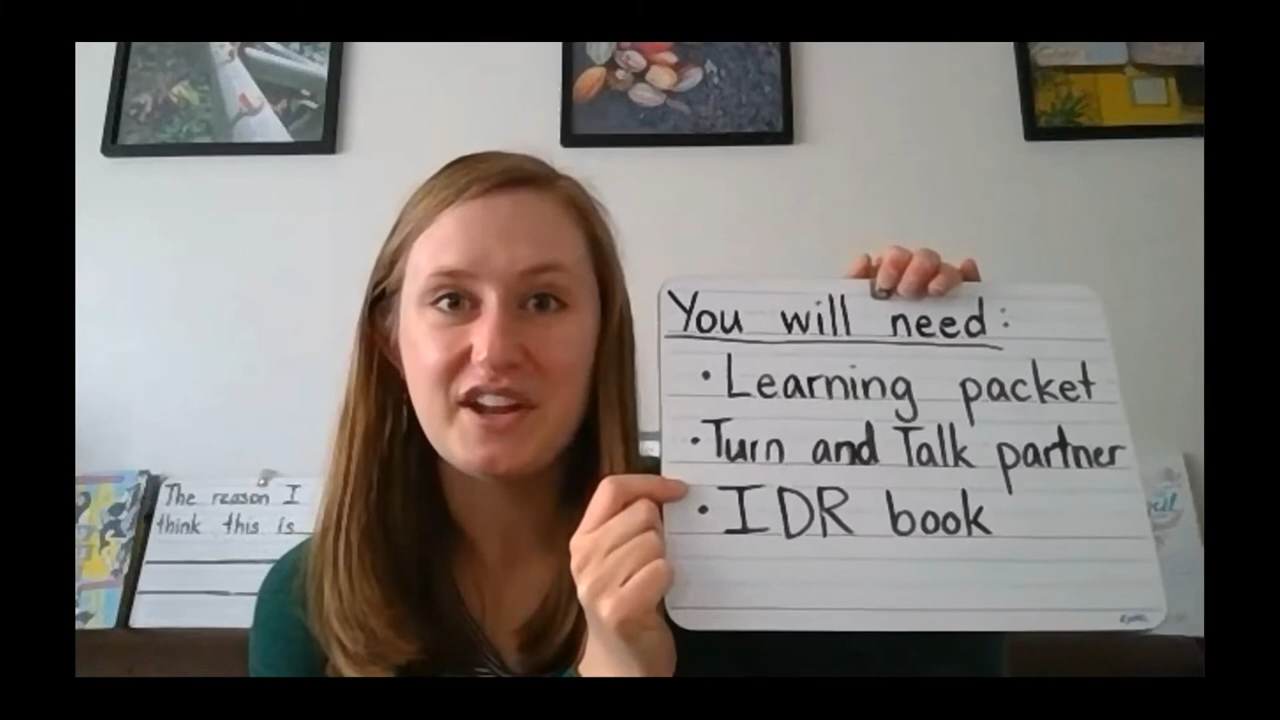 You will need:
• Learning packet
• Turn and Talk partner
• IDR book
The reason I
think this is